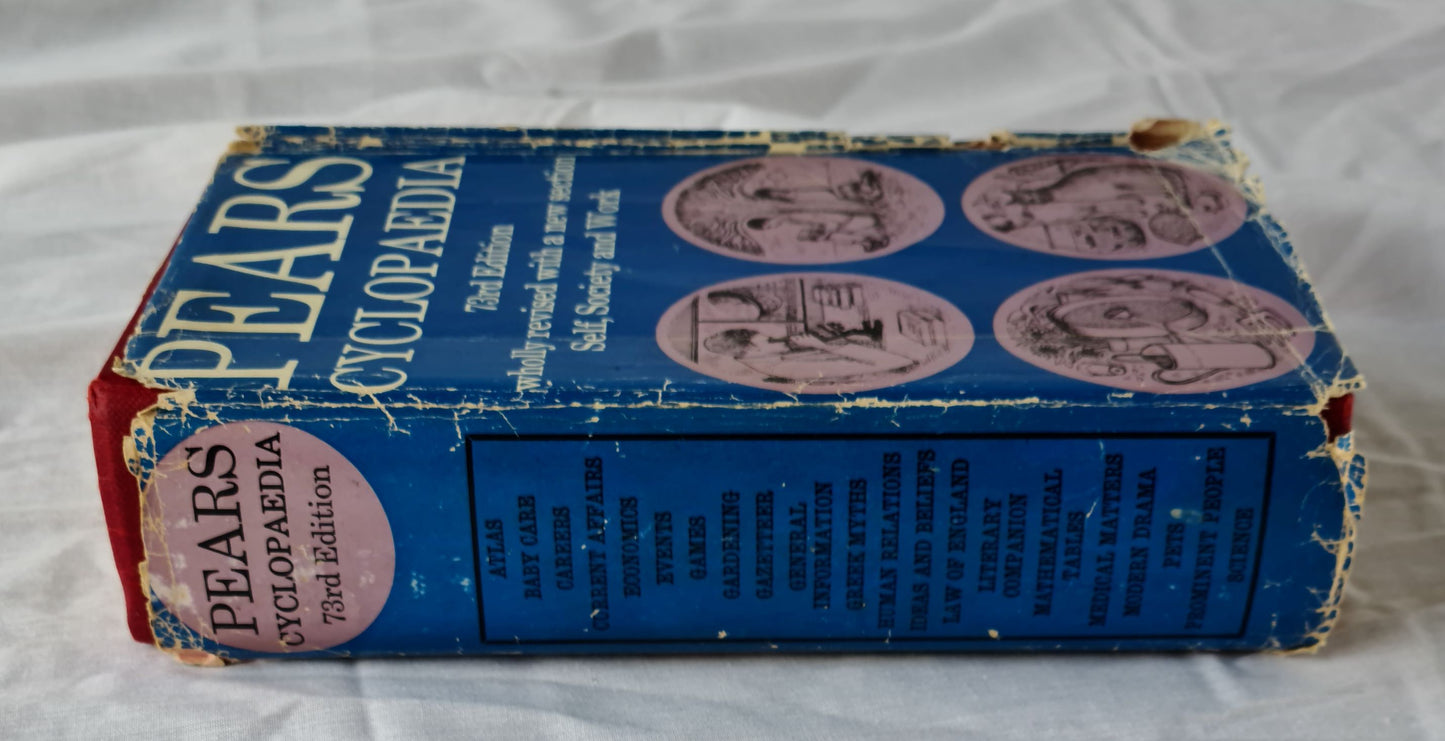 PEARS
CYCLOPAEDIA
73rd Edition
wholly revised with a new section:
Self, Society and Work
PEARS
CYCLOPAEDIA
73rd Edition
ATLAS
BABY CARE
CAREERS
CURRENT AFFAIRS
ECONOMICS
EVENTS
GAMES
GARDENING
GAZETTEER
GENERAL
INFORMATION
GREEK MYTHS
HUMAN RELATIONS
IDEAS AND BELIEFS
LAW OF ENGLAND
LITERARY
COMPANION
MATHEMATICAL
TABLES
MEDICAL MATTERS
MODERN DRAMA
PETS
PROMINENT PEOPLE
SCIENCE